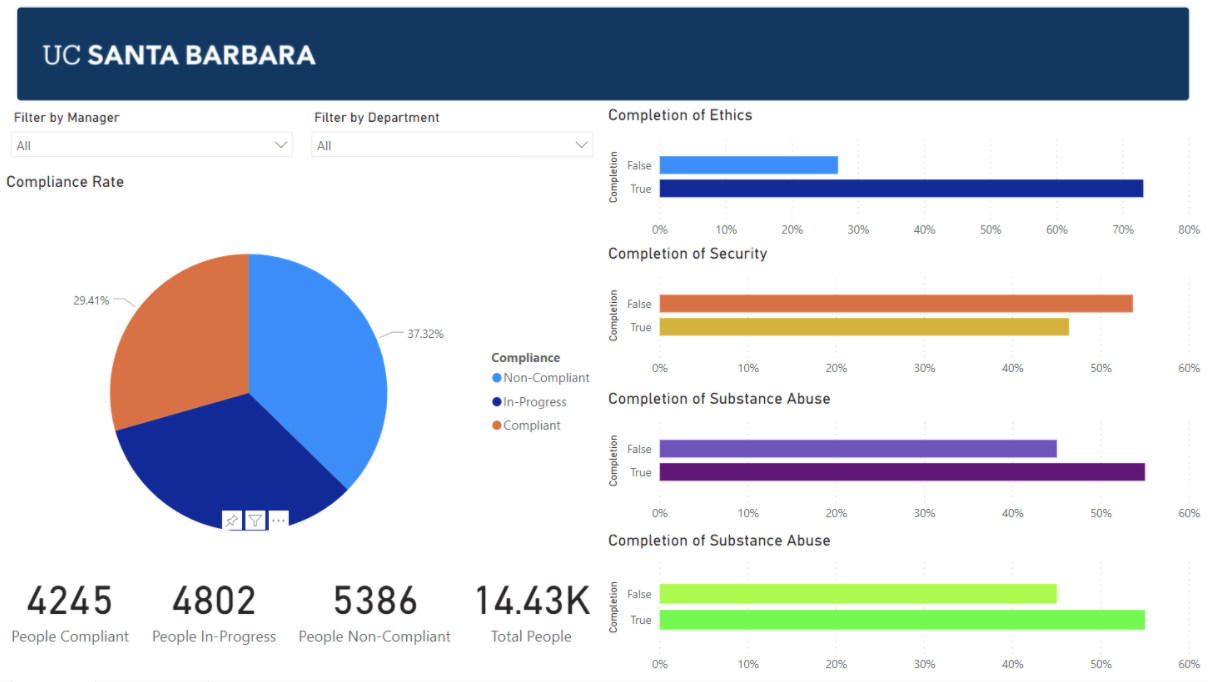 UC SANTA BARBARA
Filter by Manager
All
Filter by Department
All
Compliance Rate
29.41%
37.32%
Compliance
Non-Compliant
In-Progress
Compliant
4245
People Compliant
4802
People In-Progress
5386
People Non-Compliant
14.43K
Total People
Completion of Ethics
Completion
False
True
0% 10% 20% 30% 40% 50% 60% 70% 80%
Completion of Security
Completion
False
True
0% 10% 20% 30% 40% 50% 60%
Completion of Substance Abuse
Completion
False
True
0% 10% 20% 30% 40% 50% 60%
Completion of Substance Abuse
Completion
False
True
0% 10% 20% 30% 40% 50% 60%